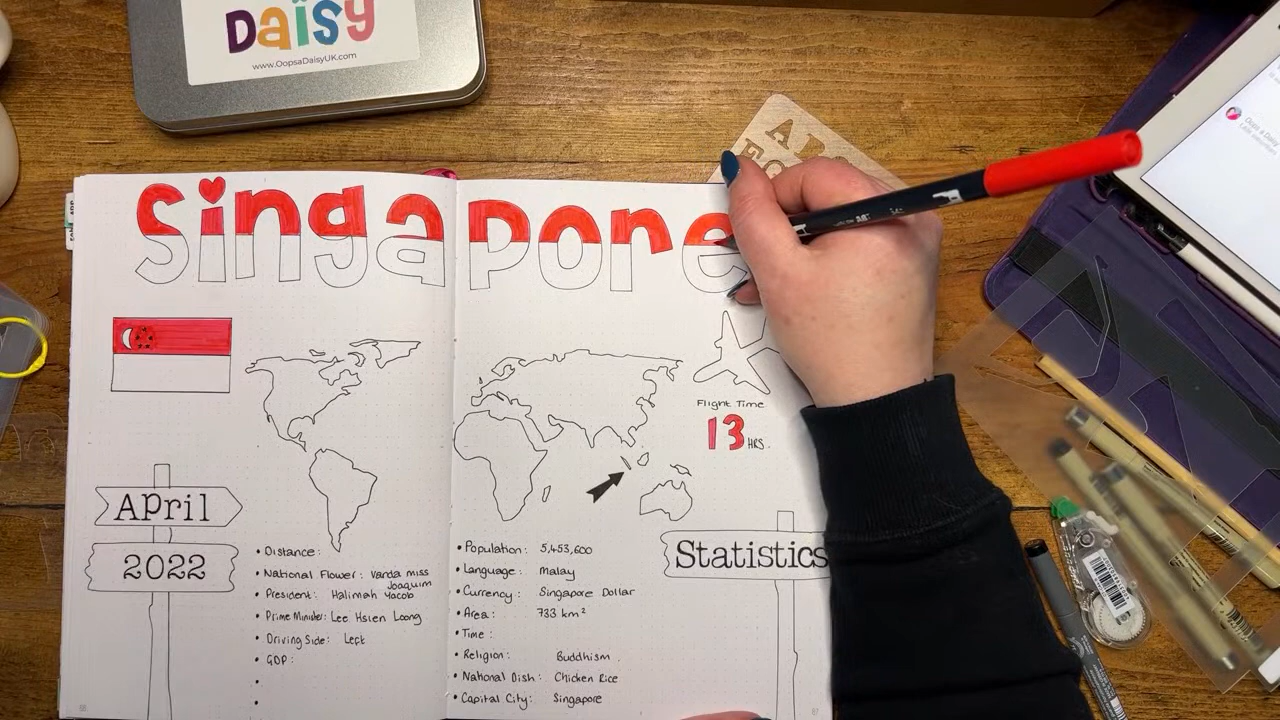 Daisy
www.OopsaDaisyUK.com
Singapore
Flight Time
13 HRS.
April
2022
Statistics
• Distance:
• National Flower: Vanda miss
Joaquim
• President: Halimah Yacob
• Prime Minister: Lee Hsien Loong
• Driving Side: Left
• GDP:
• Population: 5,453,600
• Language: malay
• Currency: Singapore Dollar
• Area: 733 km²
• Time:
• Religion: Buddhism.
• National Dish: Chicken Rice
• Capital City: Singapore